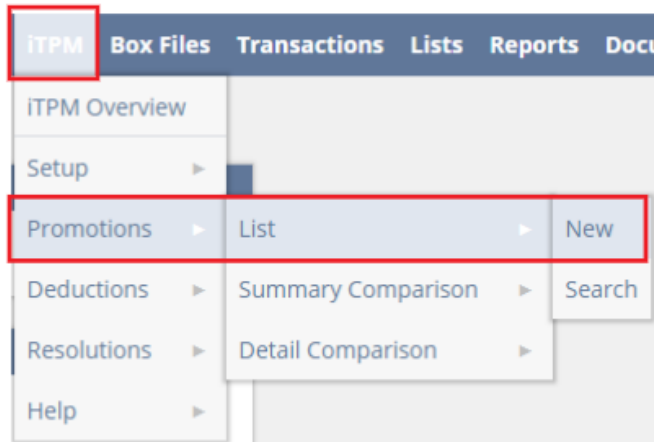 iTPM Box Files Transactions Lists Reports Docu
iTPM Overview
Setup
Promotions List New
Deductions Summary Comparison Search
Resolutions Detail Comparison
Help